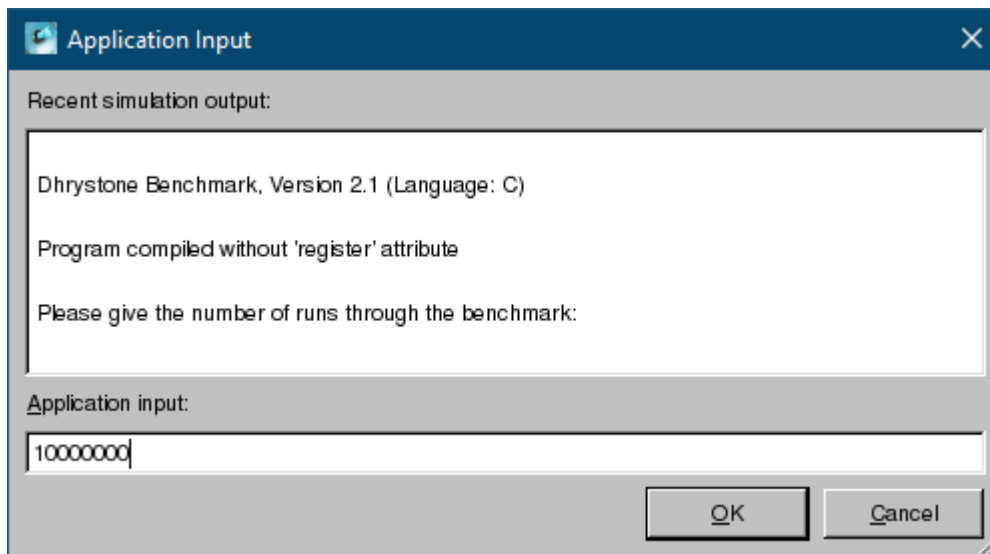 Application Input
Recent simulation output:
Dhrystone Benchmark, Version 2.1 (Language: C)
Program compiled without 'register' attribute
Please give the number of runs through the benchmark:
Application input:
10000000
OK
Cancel